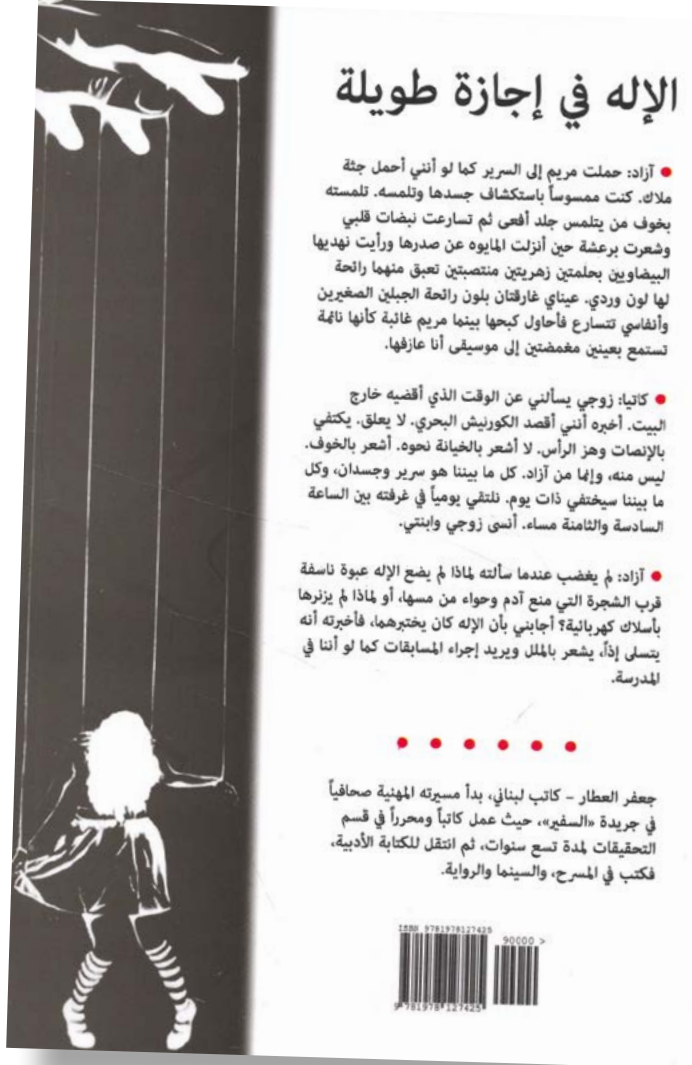 الإله في إجازة طويلة
● آزاد: حملت مريم إلى السرير كما لو أنني أحمل جثة
ملاك. كنت ممسوساً باستكشاف جسدها وتلمسه. تلمسته
بخوف من يتلمس جلد أفعى ثم تسارعت نبضات قلبي
وشعرت برعشة حين أنزلت المايوه عن صدرها ورأيت نهديها
البيضاويين بحلمتين زهريتين منتصبتين تعبق منهما رائحة
لها لون وردي. عيناي غارقتان بلون رائحة الجبلين الصغيرين
وأنفاسي تتسارع فأحاول كبحها بينما مريم غائبة كأنها نائمة
تستمع بعينين مغمضتين إلى موسيقى أنا عازفها.
● كاتيا: زوجي يسألني عن الوقت الذي أقضيه خارج
البيت. أخبره أنني أقصد الكورنيش البحري. لا يعلق. يكتفي
بالإنصات وهز الرأس. لا أشعر بالخيانة نحوه. أشعر بالخوف.
ليس منه، وإنما من آزاد. كل ما بيننا هو سرير وجسدان، وكل
ما بيننا سيختفي ذات يوم. نلتقي يومياً في غرفته بين الساعة
السادسة والثامنة مساء. أنسى زوجي وابنتي.
● آزاد: لم يغضب عندما سألته لماذا لم يضع الإله عبوة ناسفة
قرب الشجرة التي منع آدم وحواء من مسها، أو لماذا لم يزنرها
بأسلاك كهربائية؟ أجابني بأن الإله كان يختبرهما، فأخبرته أنه
يتسلى إذاً، يشعر بالملل ويريد إجراء المسابقات كما لو أننا في
المدرسة.
● ● ● ● ● ●
جعفر العطار – كاتب لبناني، بدأ مسيرته المهنية صحافياً
في جريدة «السفير»، حيث عمل كاتباً ومحرراً في قسم
التحقيقات لمدة تسع سنوات، ثم انتقل للكتابة الأدبية،
فكتب في المسرح، والسينما والرواية.
ISBN 9781978127425
90000 >
9 781978 127425